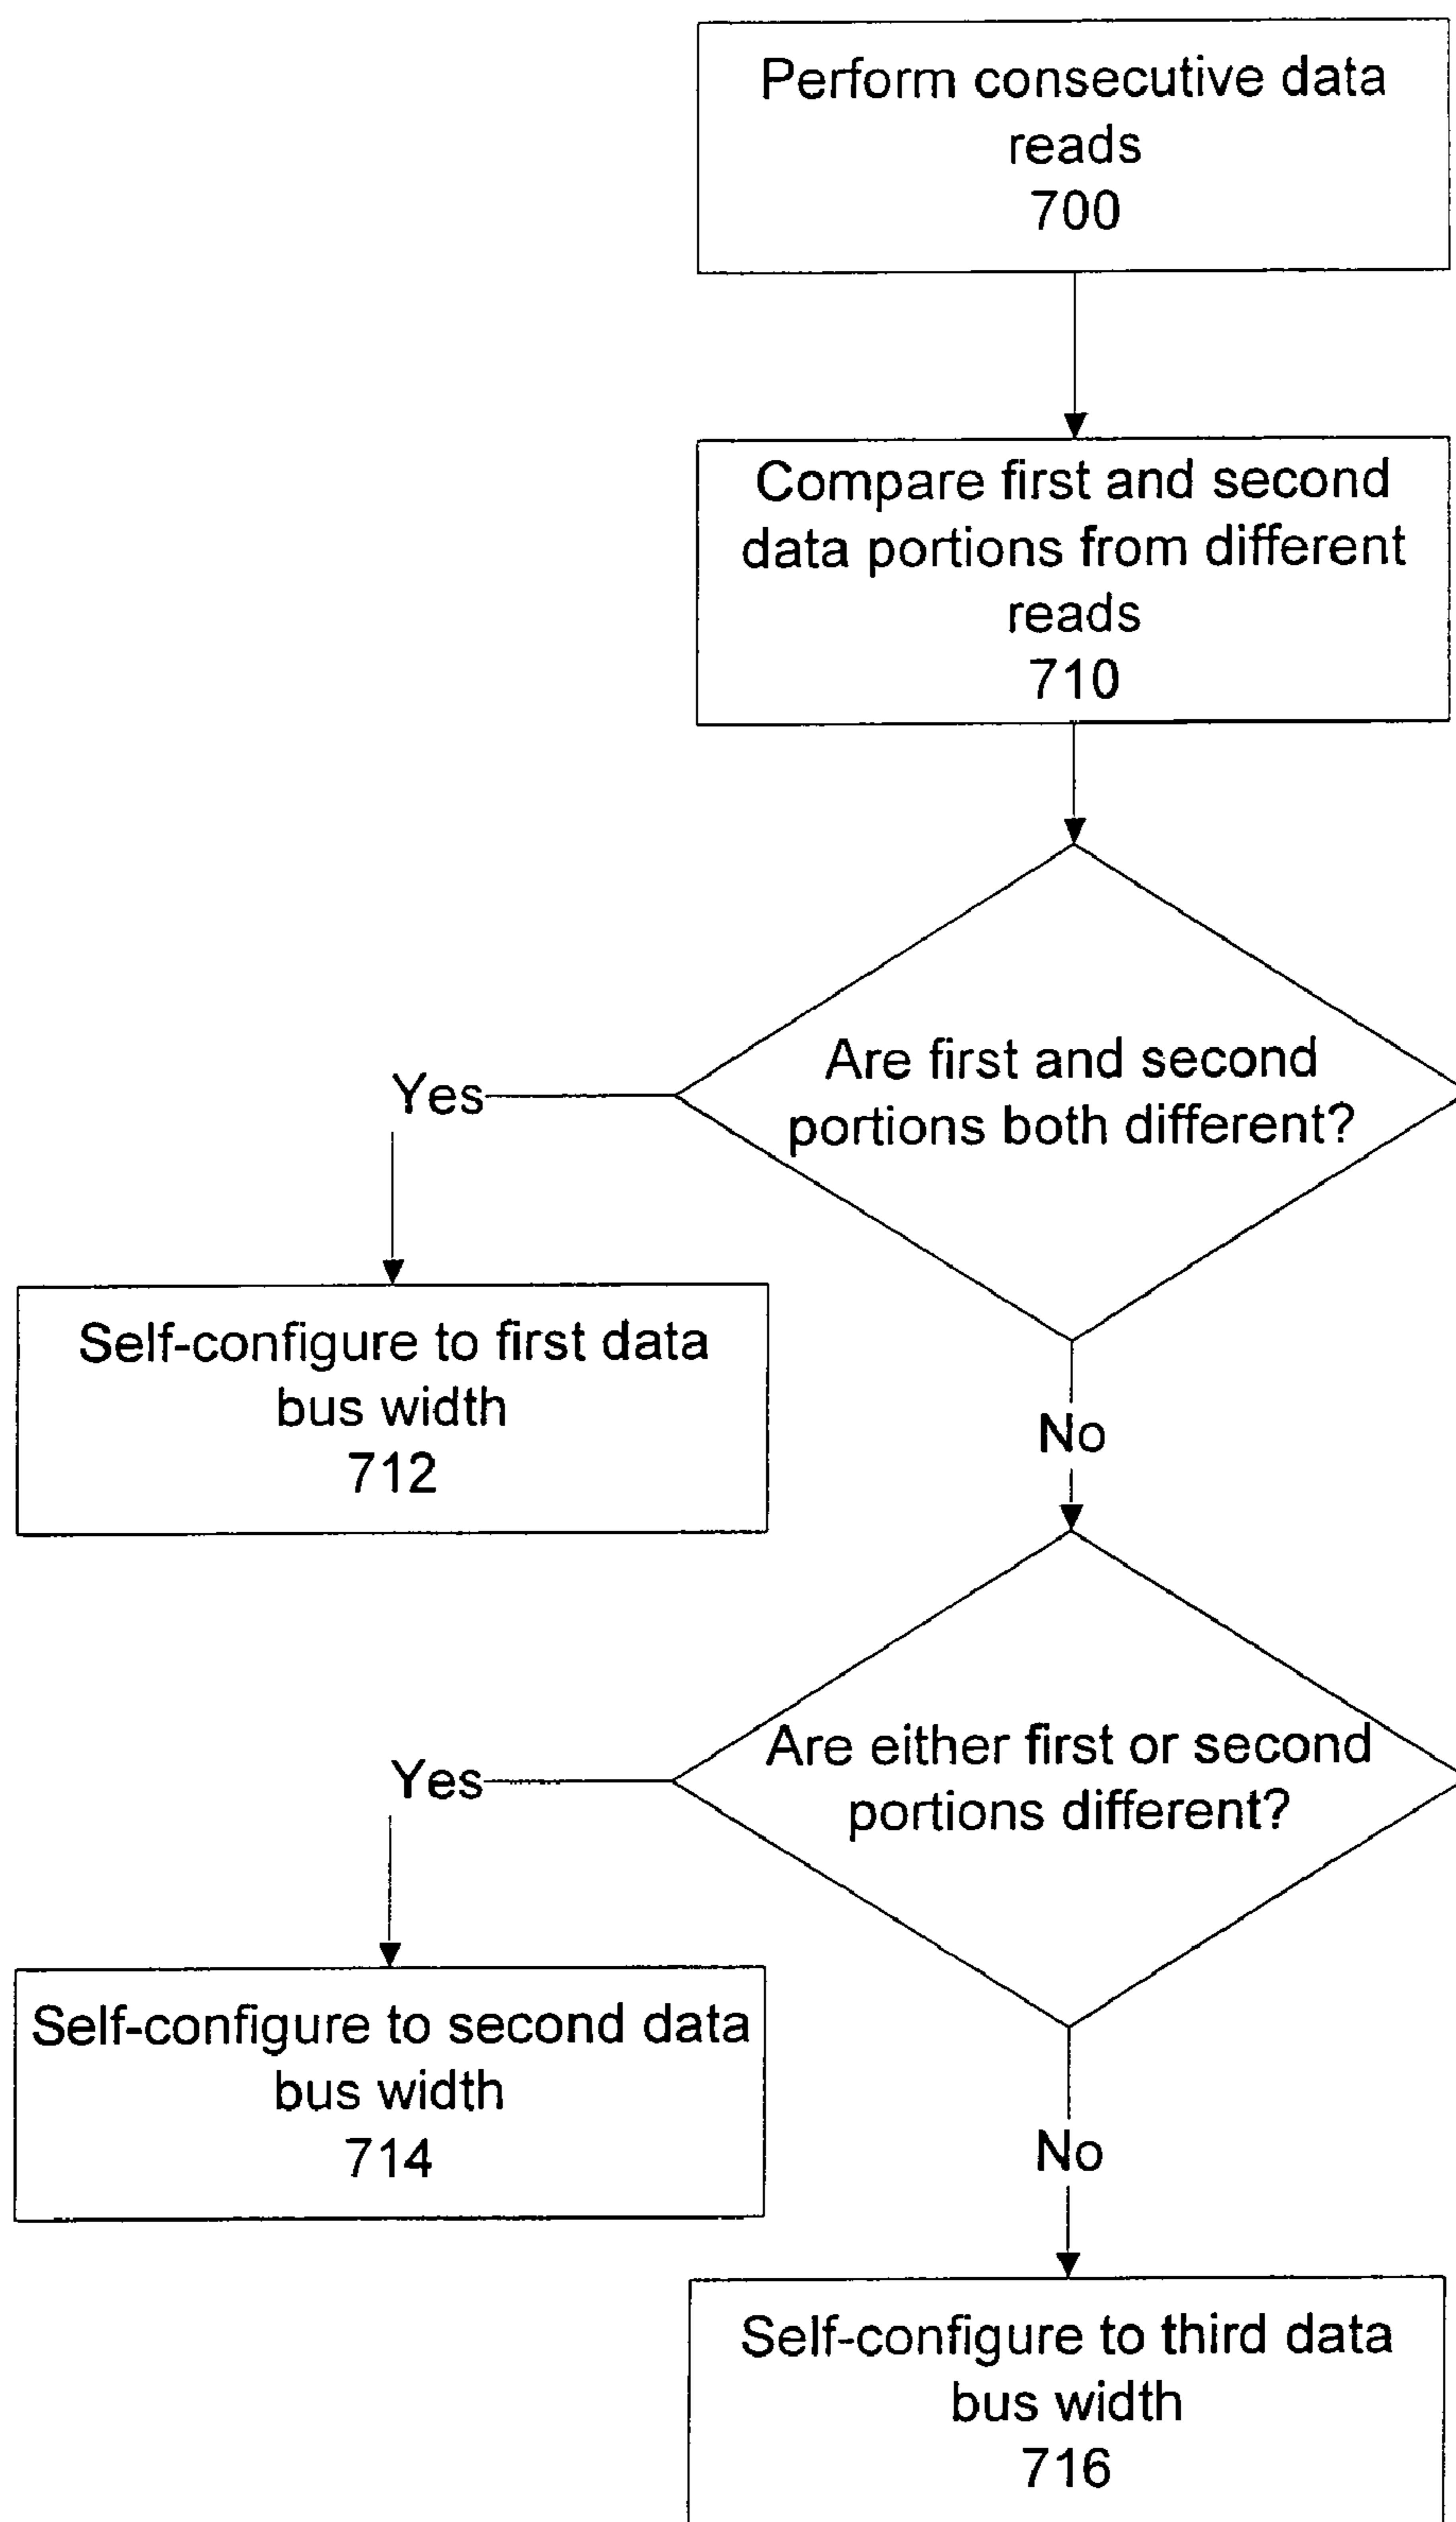 Perform consecutive data
reads
700
Compare first and second
data portions from different
reads
710
Are first and second
portions both different?
Yes
Self-configure to first data
bus width
712
No
Are either first or second
portions different?
Yes
Self-configure to second data
bus width
714
No
Self-configure to third data
bus width
716